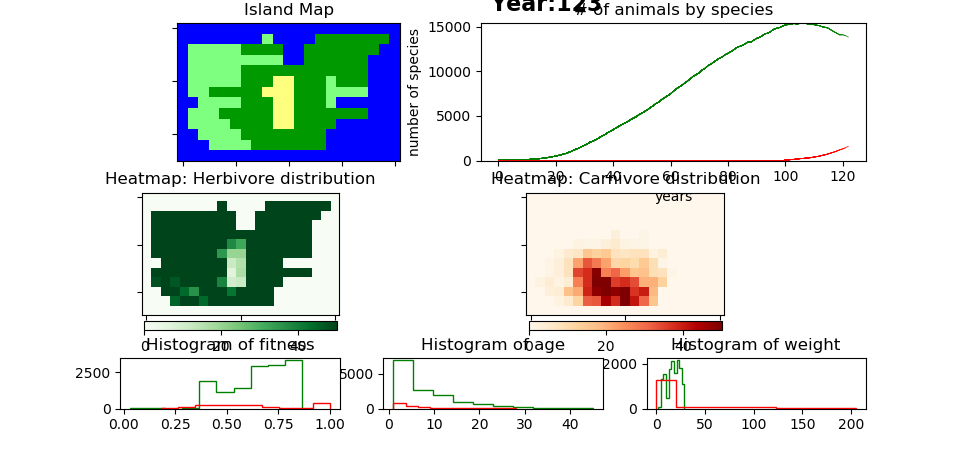 Year:123
Island Map
# of animals by species
number of species
15000
10000
5000
0
0 20 40 60 80 100 120
years
Heatmap: Herbivore distribution
Heatmap: Carnivore distribution
0 20 40
0 20 40
Histogram of fitness
Histogram of age
Histogram of weight
2500
0
0.00 0.25 0.50 0.75 1.00
5000
0
0 10 20 30 40
2000
0
0 50 100 150 200